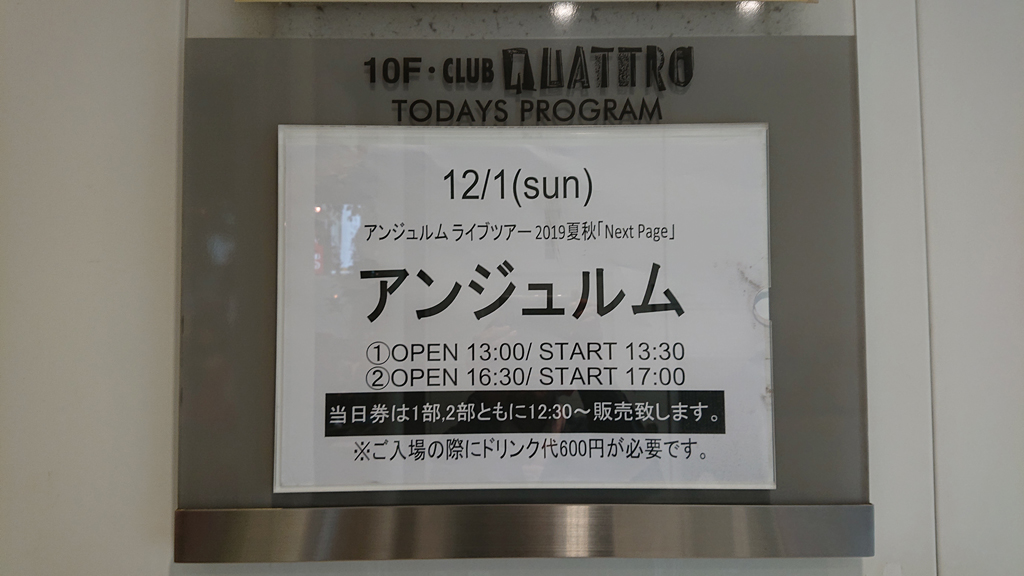 10F・CLUB QUATTRO
TODAYS PROGRAM
12/1(sun)
アンジュルム ライブツアー 2019夏秋「Next Page」
アンジュルム
①OPEN 13:00/ START 13:30
②OPEN 16:30/ START 17:00
当日券は1部,2部ともに12:30～販売致します。
※ご入場の際にドリンク代600円が必要です。